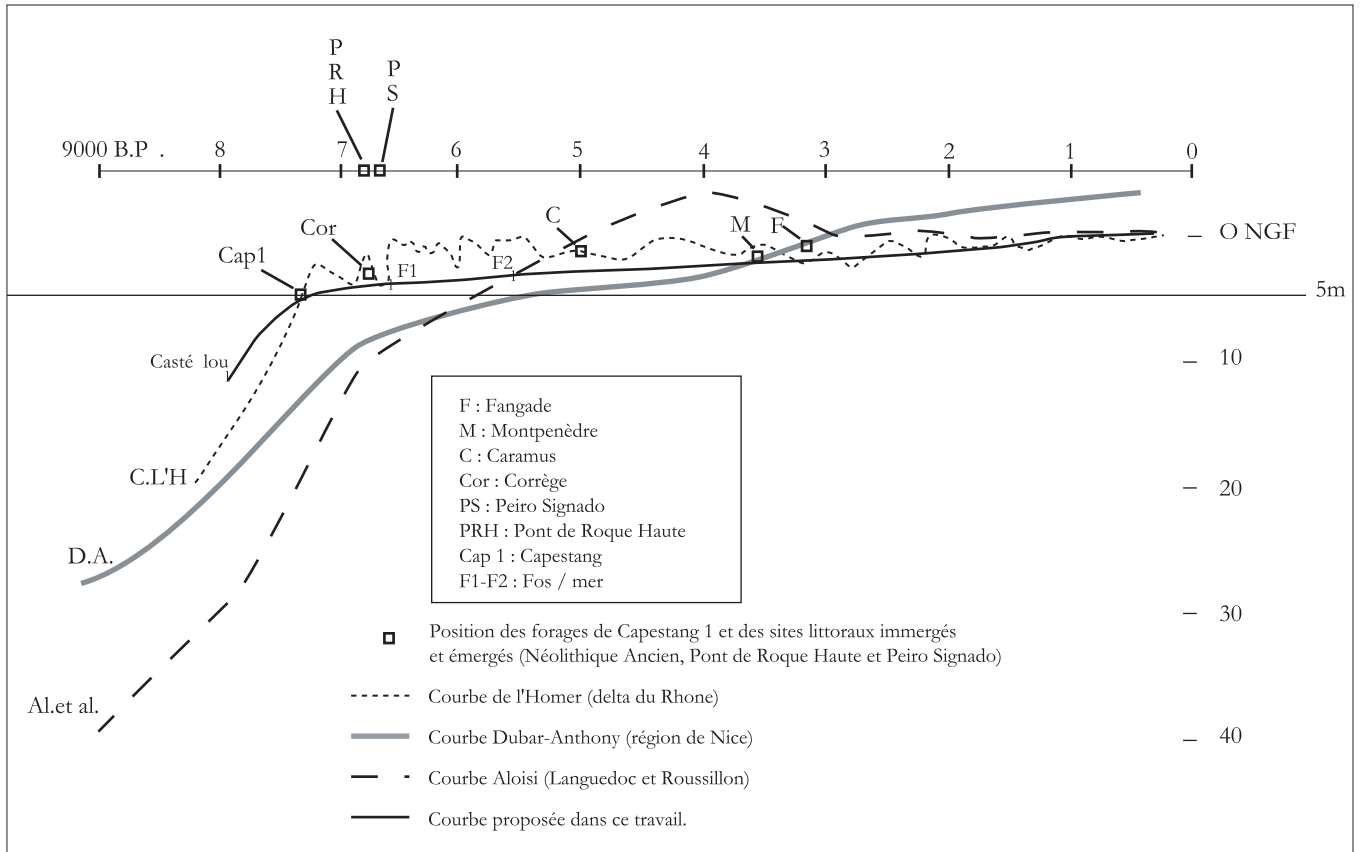 P
R
H
P
S
9000 B.P .
8
7
6
5
4
3
2
1
0
Cor
C
M
F
O NGF
Cap1
F1
F2
5m
Casté lou
10
C.L'H
20
D.A.
30
Al.et al.
40
F : Fangade
M : Montpenèdre
C : Caramus
Cor : Corrège
PS : Peiro Signado
PRH : Pont de Roque Haute
Cap 1 : Capestang
F1-F2 : Fos / mer
Position des forages de Capestang 1 et des sites littoraux immergés
et émergés (Néolithique Ancien, Pont de Roque Haute et Peiro Signado)
Courbe de l'Homer (delta du Rhone)
Courbe Dubar-Anthony (région de Nice)
Courbe Aloisi (Languedoc et Roussillon)
Courbe proposée dans ce travail.